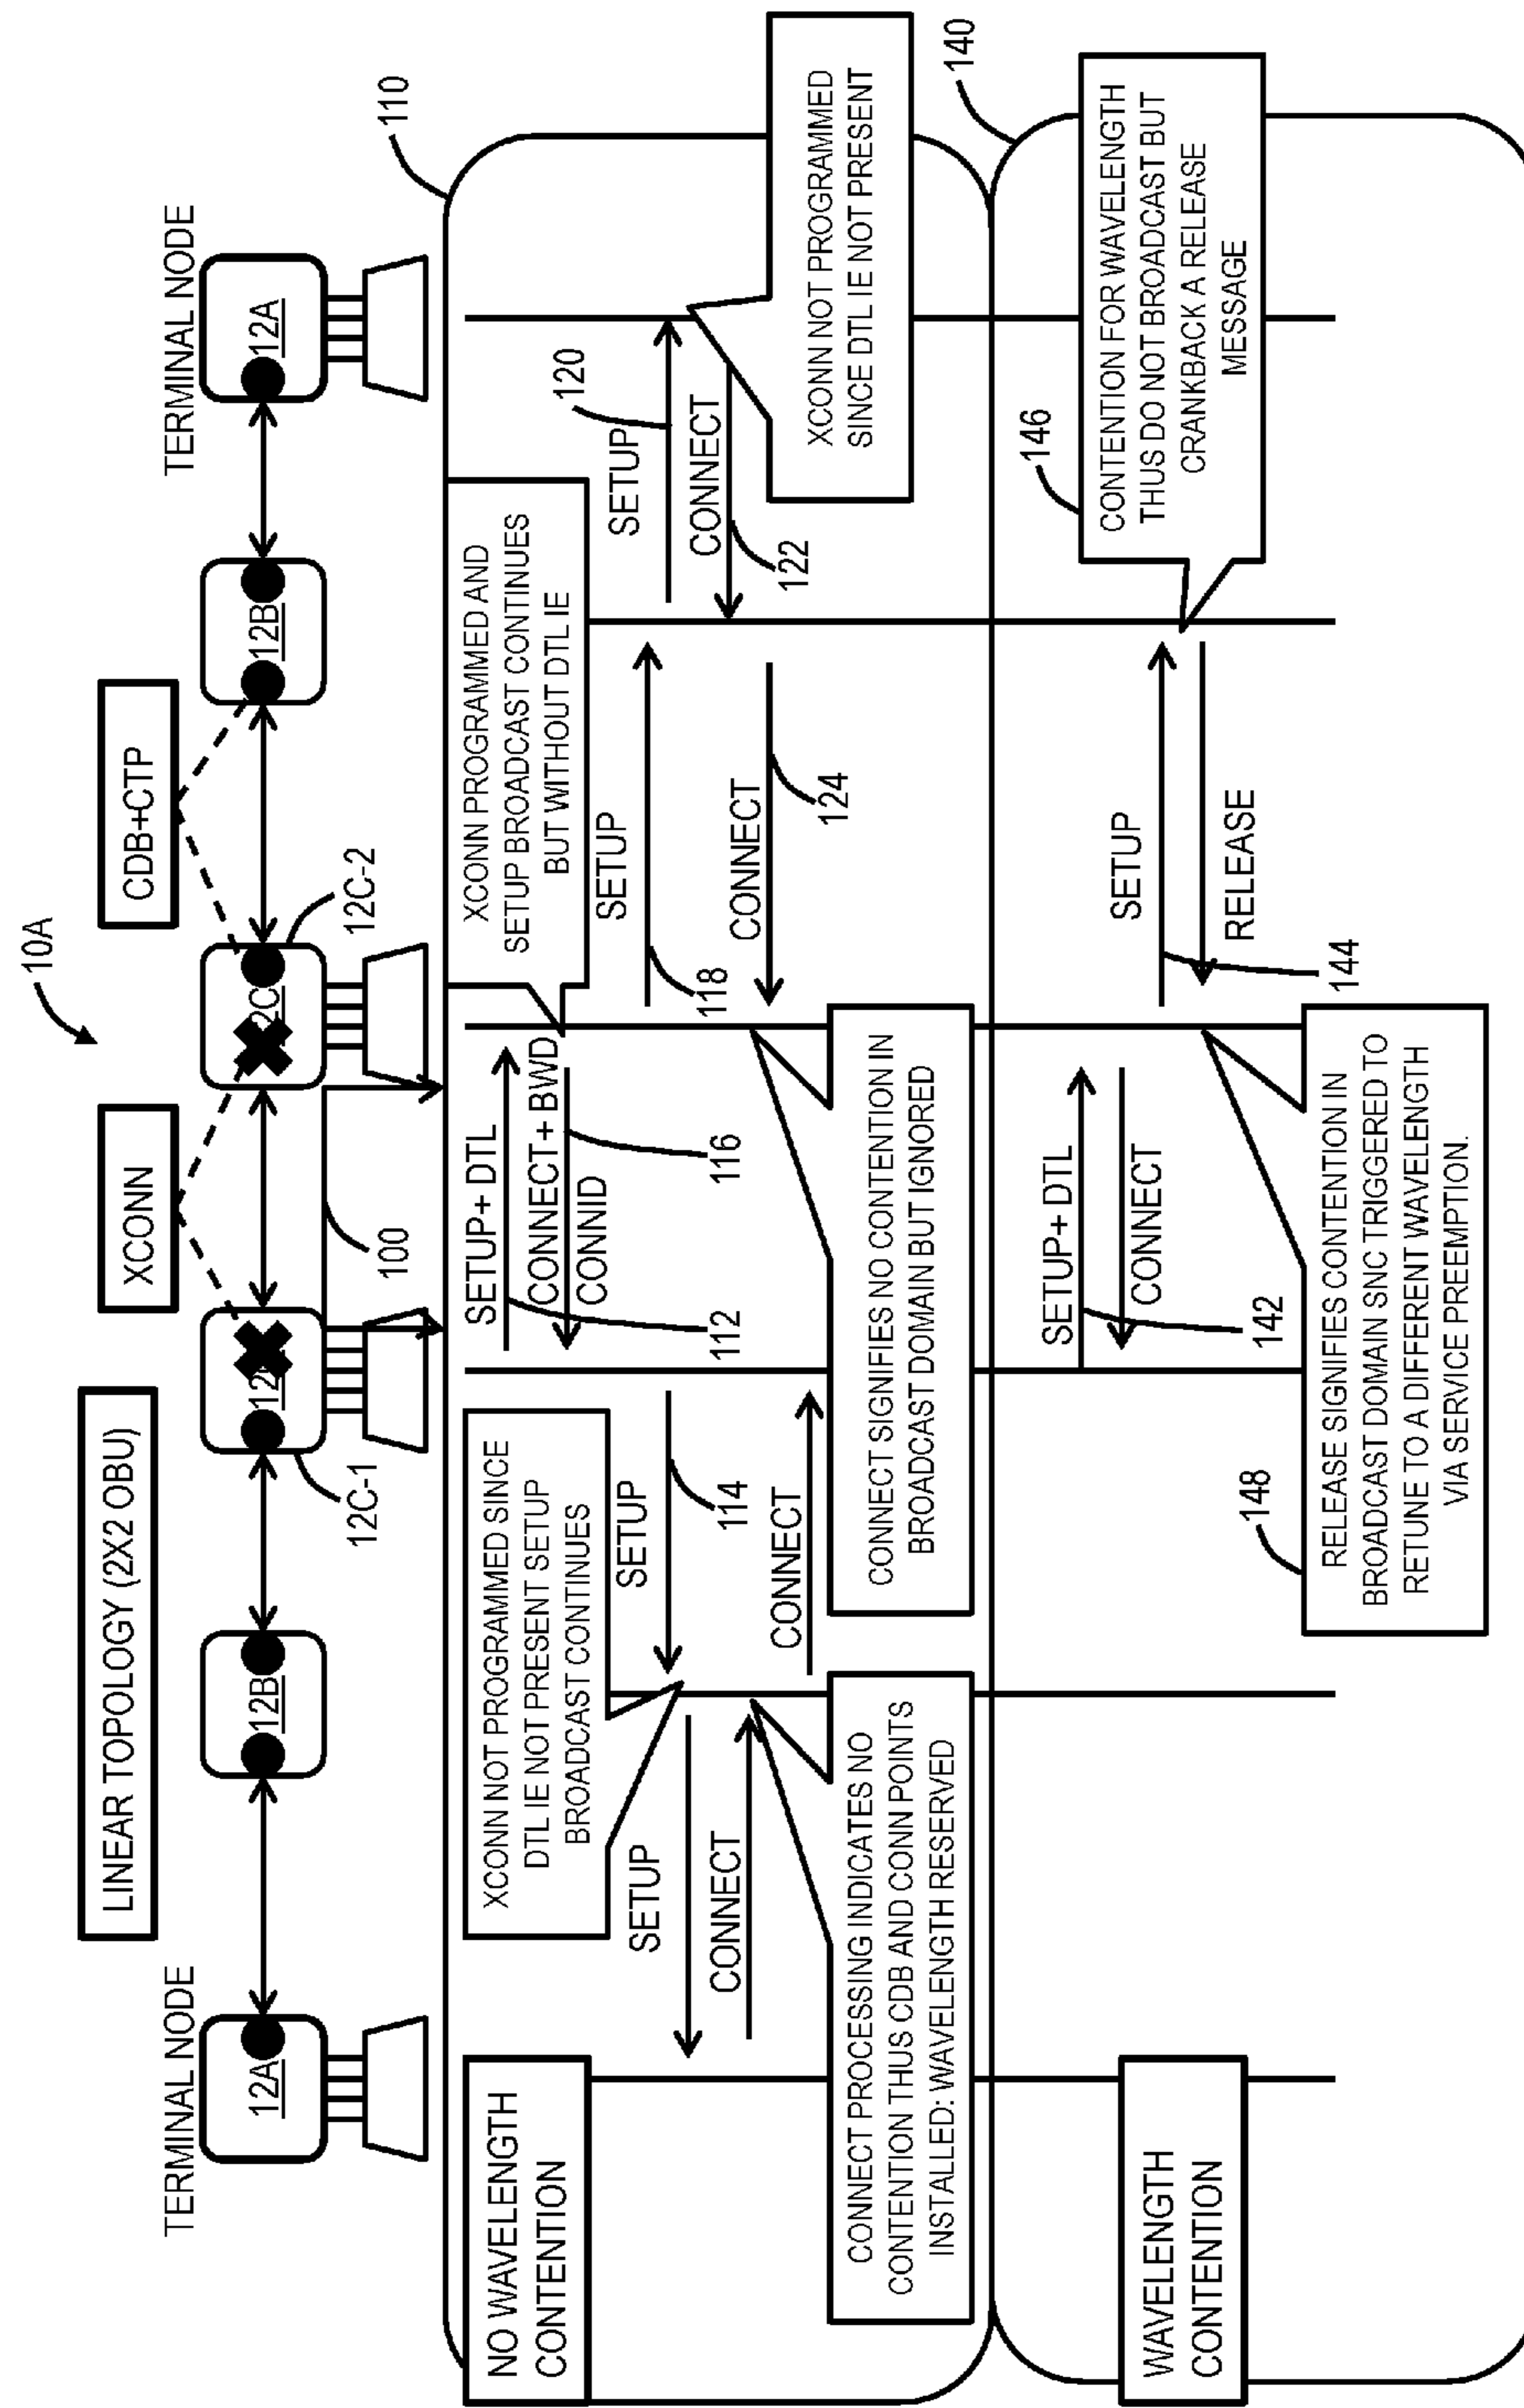 10A
LINEAR TOPOLOGY (2X2 OBU)
XCONN
CDB+CTP
TERMINAL NODE
TERMINAL NODE
12A
12B
12C-1
12C-2
12B
12A
100
110
NO WAVELENGTH
CONTENTION
XCONN NOT PROGRAMMED SINCE
DTL IE NOT PRESENT SETUP
BROADCAST CONTINUES
SETUP
CONNECT
SETUP
114
CONNECT
CONNECT PROCESSING INDICATES NO
CONTENTION THUS CDB AND CONN POINTS
INSTALLED: WAVELENGTH RESERVED
SETUP+ DTL
CONNECT+ BWD
CONNID
112
116
XCONN PROGRAMMED AND
SETUP BROADCAST CONTINUES
BUT WITHOUT DTL IE
SETUP
118
CONNECT
124
CONNECT SIGNIFIES NO CONTENTION IN
BROADCAST DOMAIN BUT IGNORED
SETUP
120
CONNECT
122
XCONN NOT PROGRAMMED
SINCE DTL IE NOT PRESENT
140
WAVELENGTH
CONTENTION
SETUP+ DTL
CONNECT
142
SETUP
RELEASE
144
146
CONTENTION FOR WAVELENGTH
THUS DO NOT BROADCAST BUT
CRANKBACK A RELEASE
MESSAGE
148
RELEASE SIGNIFIES CONTENTION IN
BROADCAST DOMAIN SNC TRIGGERED TO
RETUNE TO A DIFFERENT WAVELENGTH
VIA SERVICE PREEMPTION.